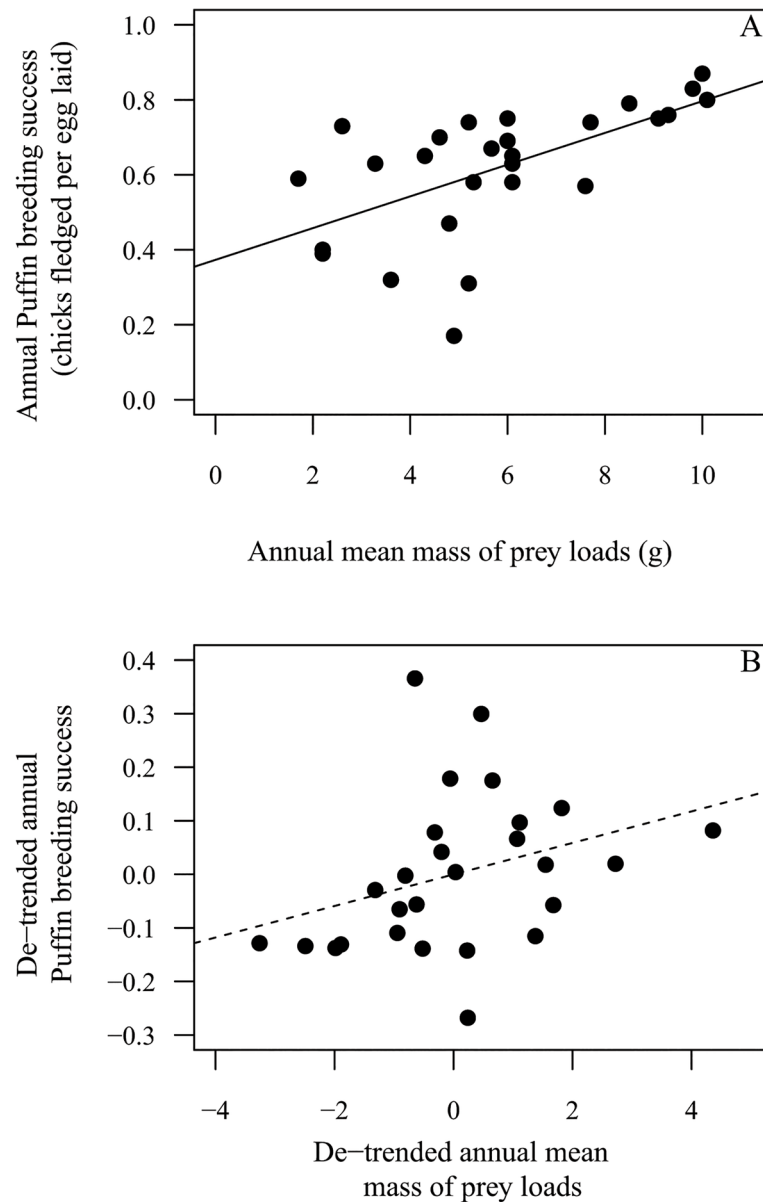 A
Annual Puffin breeding success
(chicks fledged per egg laid)
1.0
0.8
0.6
0.4
0.2
0.0
0 2 4 6 8 10
Annual mean mass of prey loads (g)
B
De−trended annual
Puffin breeding success
0.4
0.3
0.2
0.1
0.0
−0.1
−0.2
−0.3
−4 −2 0 2 4
De−trended annual mean
mass of prey loads